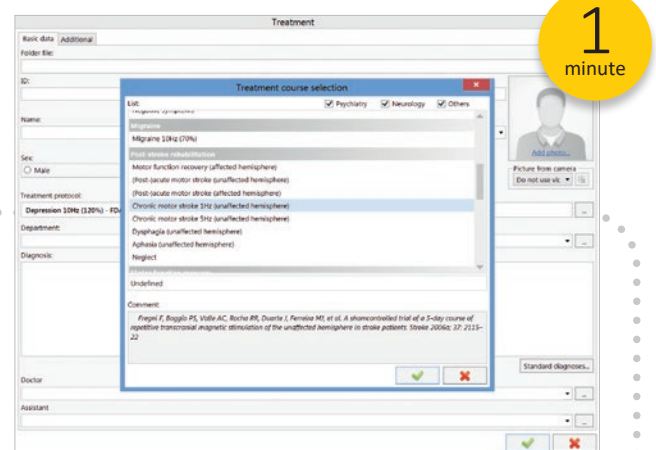 1
minute
Treatment
Basic data Additional
Folder file:
ID:
Name:
Sex:
Male
Treatment protocol:
Depression 10Hz (120%) - FDA
Department:
Diagnosis:
Doctor
Assistant
Add photo...
Picture from camera
Do not use vic
Standard diagnoses...
Treatment course selection
List: Psychiatry Neurology Others
Migraine
Migraine 10Hz (70%)
Post-stroke rehabilitation
Motor function recovery (affected hemisphere)
(Post-)acute motor stroke (unaffected hemisphere)
(Post-)acute motor stroke (affected hemisphere)
Chronic motor stroke 1Hz (unaffected hemisphere)
Chronic motor stroke 5Hz (unaffected hemisphere)
Dysphagia (unaffected hemisphere)
Aphasia (unaffected hemisphere)
Neglect
Undefined
Comment:
Fregni F, Boggio PS, Valle AC, Rocha RR, Duarte J, Ferreira MJ, et al. A shamcontrolled trial of a 5-day course of
repetitive transcranial magnetic stimulation of the unaffected hemisphere in stroke patients. Stroke 2006a; 37: 2115–
22